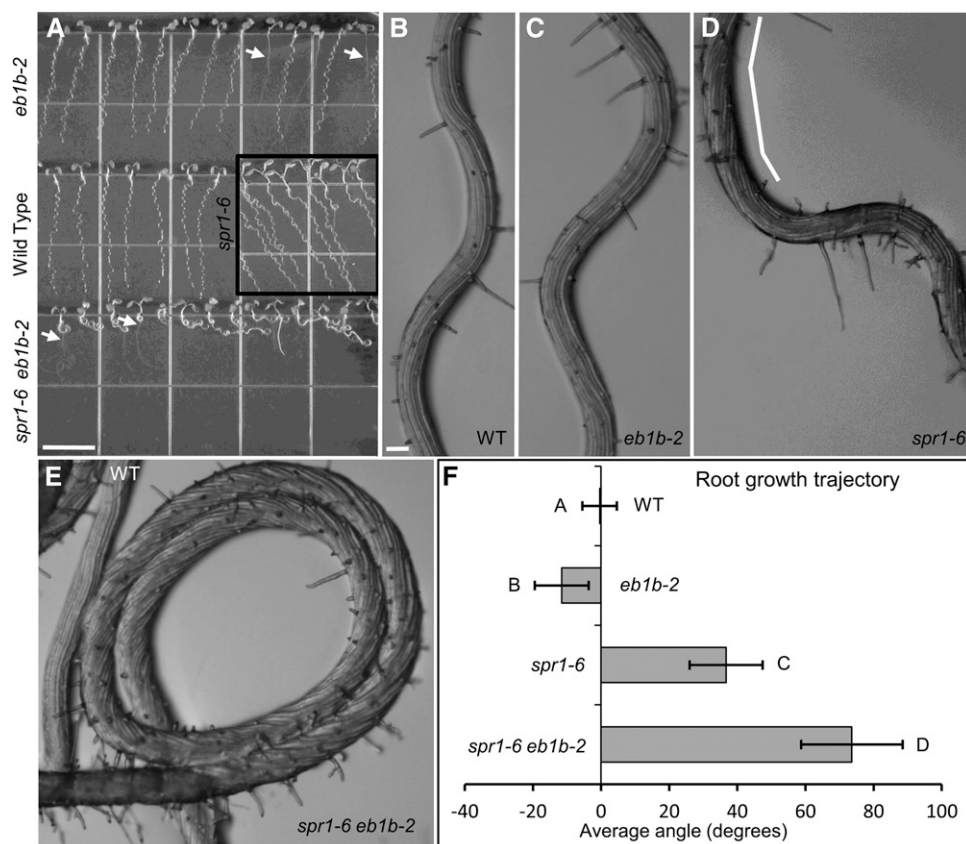 A
eb1b-2
Wild Type
spr1-6
spr1-6 eb1b-2
B
WT
C
eb1b-2
D
spr1-6
E
WT
spr1-6 eb1b-2
F
Root growth trajectory
A
WT
B
eb1b-2
spr1-6
C
spr1-6 eb1b-2
D
-40 -20 0 20 40 60 80 100
Average angle (degrees)